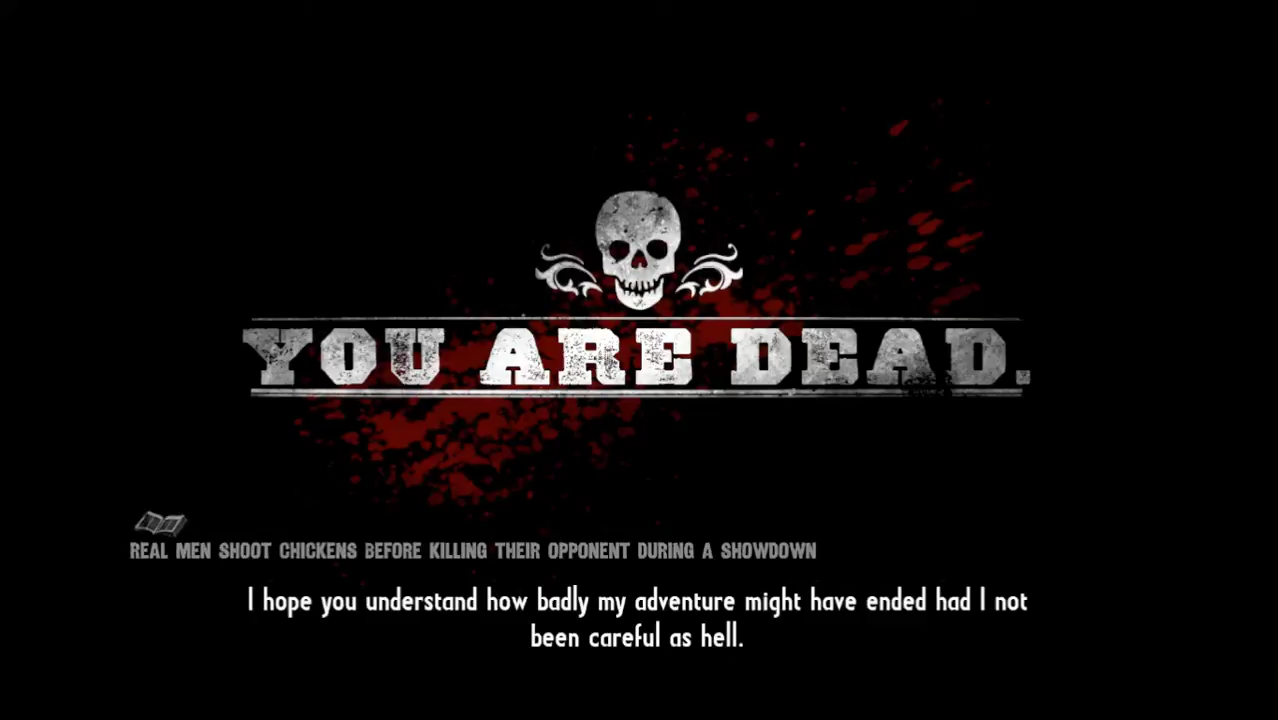 YOU ARE DEAD.
REAL MEN SHOOT CHICKENS BEFORE KILLING THEIR OPPONENT DURING A SHOWDOWN
I hope you understand how badly my adventure might have ended had I not
been careful as hell.